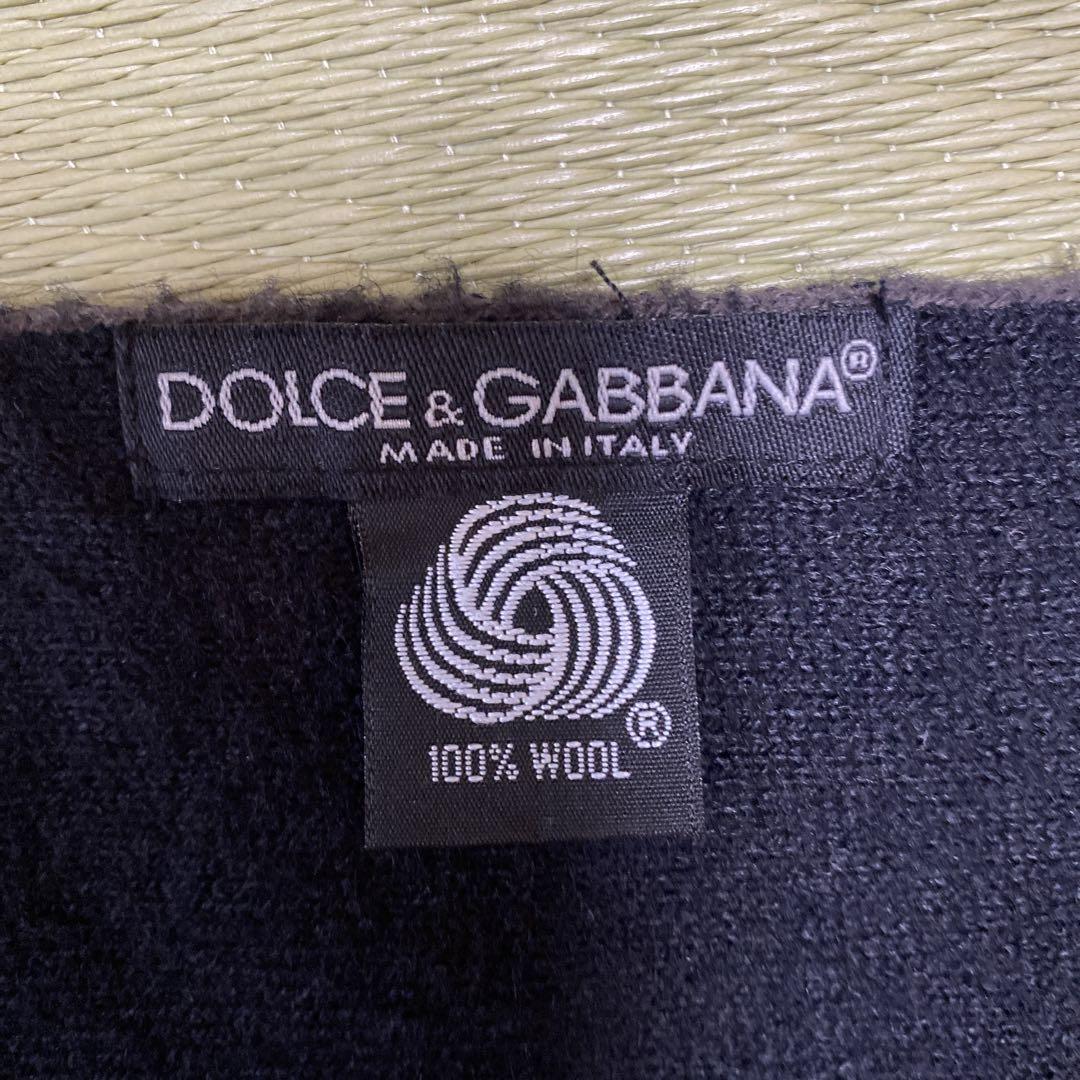 DOLCE & GABBANA®
MADE IN ITALY
®
100% WOOL